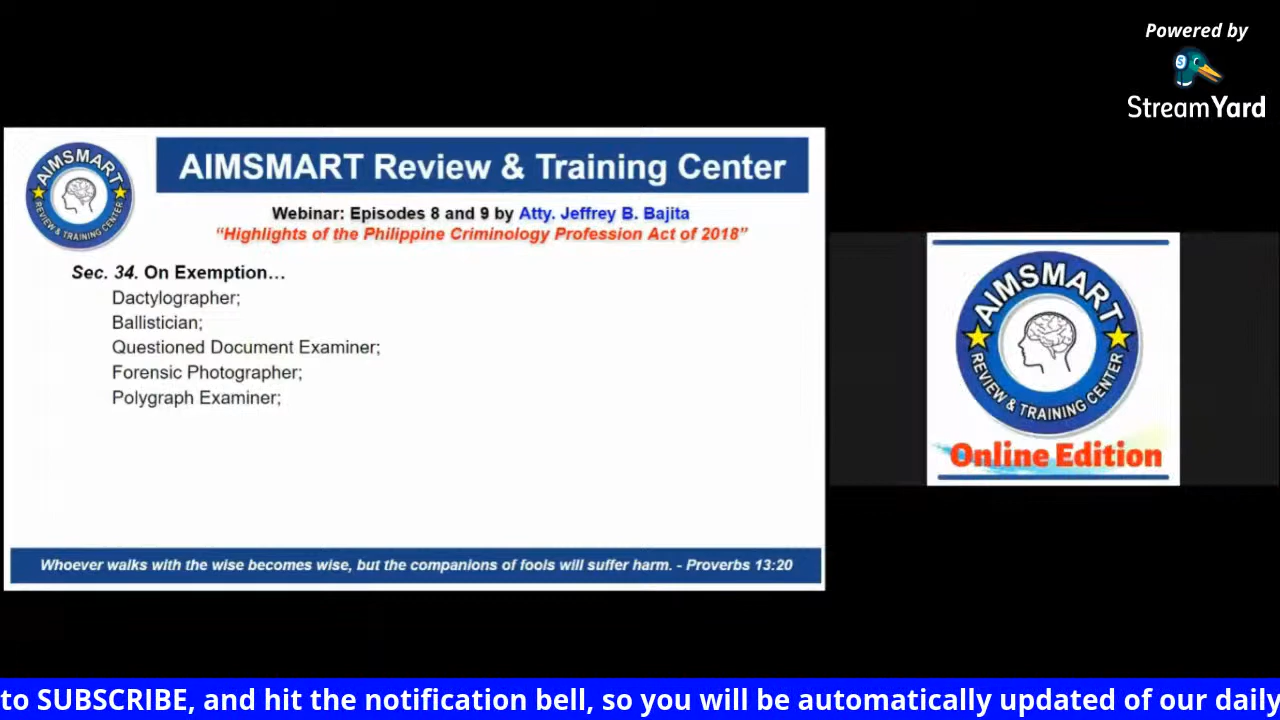 Powered by
StreamYard
AIMSMART
REVIEW & TRAINING CENTER
AIMSMART Review & Training Center
Webinar: Episodes 8 and 9 by Atty. Jeffrey B. Bajita
“Highlights of the Philippine Criminology Profession Act of 2018”
Sec. 34. On Exemption…
Dactylographer;
Ballistician;
Questioned Document Examiner;
Forensic Photographer;
Polygraph Examiner;
Whoever walks with the wise becomes wise, but the companions of fools will suffer harm. - Proverbs 13:20
AIMSMART
REVIEW & TRAINING CENTER
Online Edition
to SUBSCRIBE, and hit the notification bell, so you will be automatically updated of our daily